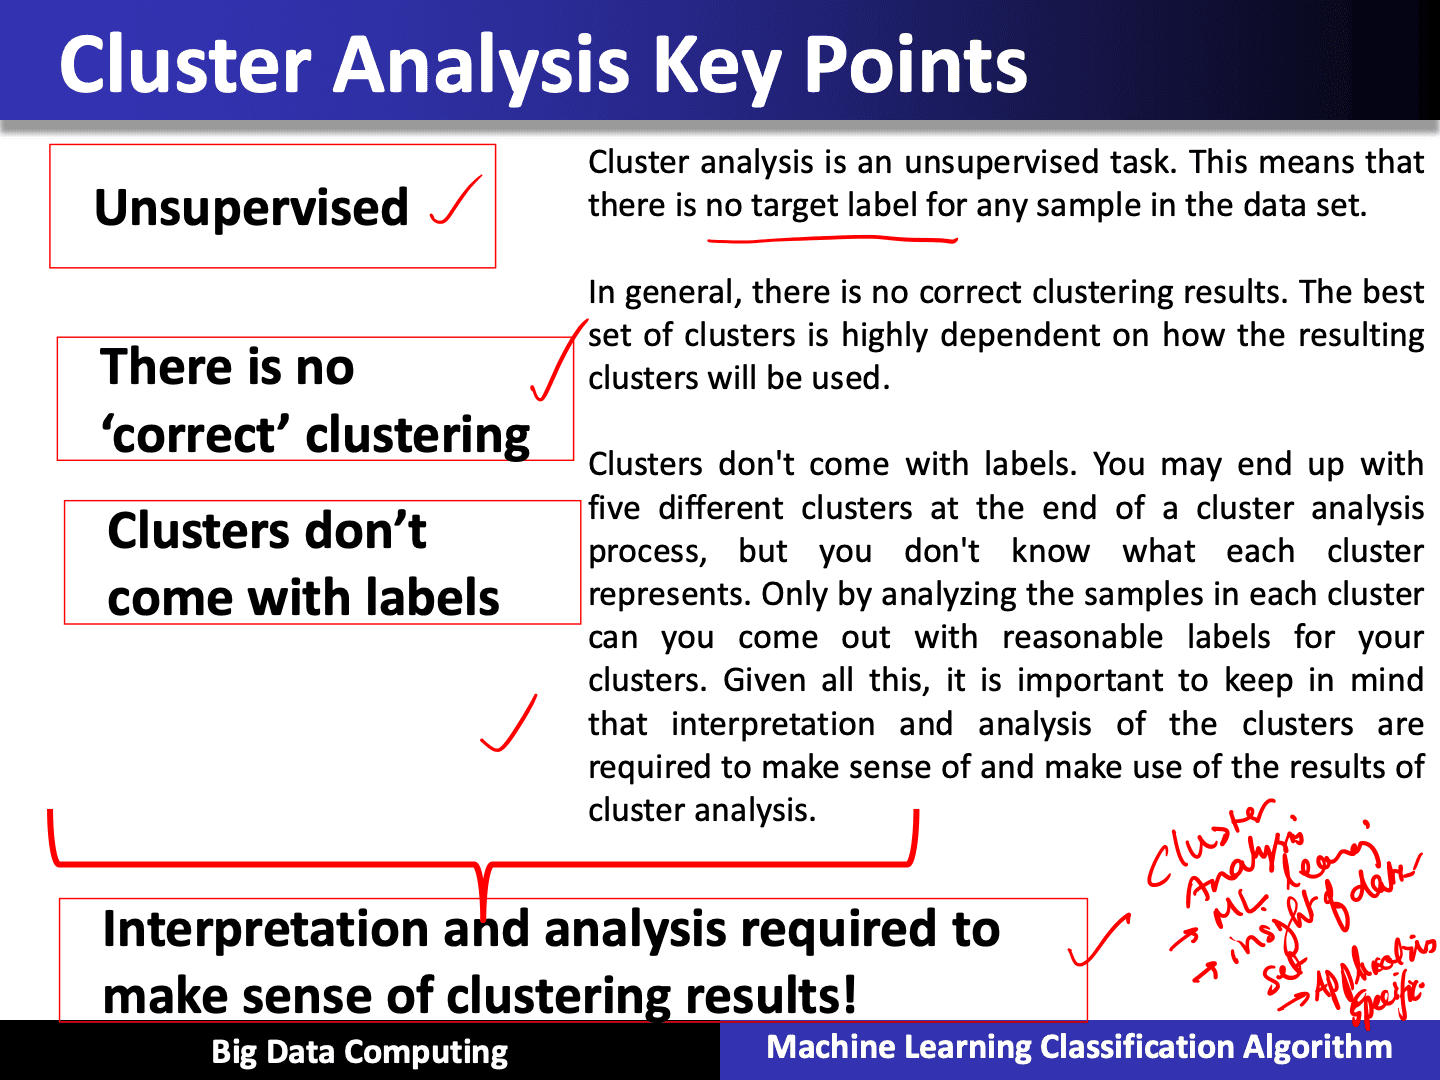 Cluster Analysis Key Points
Unsupervised
Cluster analysis is an unsupervised task. This means that
there is no target label for any sample in the data set.
There is no
‘correct’ clustering
In general, there is no correct clustering results. The best
set of clusters is highly dependent on how the resulting
clusters will be used.
Clusters don’t
come with labels
Clusters don't come with labels. You may end up with
five different clusters at the end of a cluster analysis
process, but you don't know what each cluster
represents. Only by analyzing the samples in each cluster
can you come out with reasonable labels for your
clusters. Given all this, it is important to keep in mind
that interpretation and analysis of the clusters are
required to make sense of and make use of the results of
cluster analysis.
Interpretation and analysis required to
make sense of clustering results!
Cluster
Analysis
→ ML
→ insight of data
set
→ Application
specific
Big Data Computing
Machine Learning Classification Algorithm